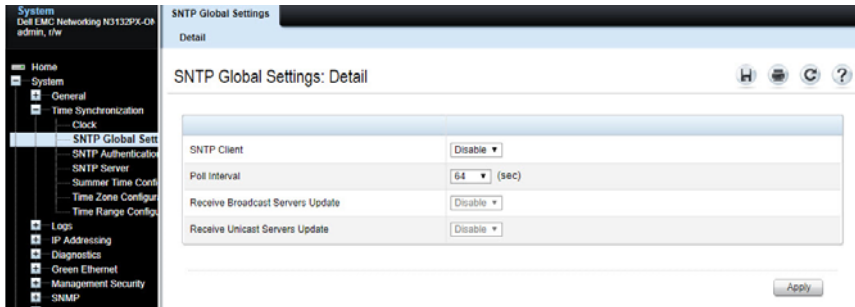 System
Dell EMC Networking N3132PX-ON
admin, r/w
SNTP Global Settings
Detail
Home
System
General
Time Synchronization
Clock
SNTP Global Sett
SNTP Authentication
SNTP Server
Summer Time Confi
Time Zone Configur
Time Range Configu
Logs
IP Addressing
Diagnostics
Green Ethernet
Management Security
SNMP
SNTP Global Settings: Detail
H C ?
SNTP Client Disable
Poll Interval 64 (sec)
Receive Broadcast Servers Update Disable
Receive Unicast Servers Update Disable
Apply